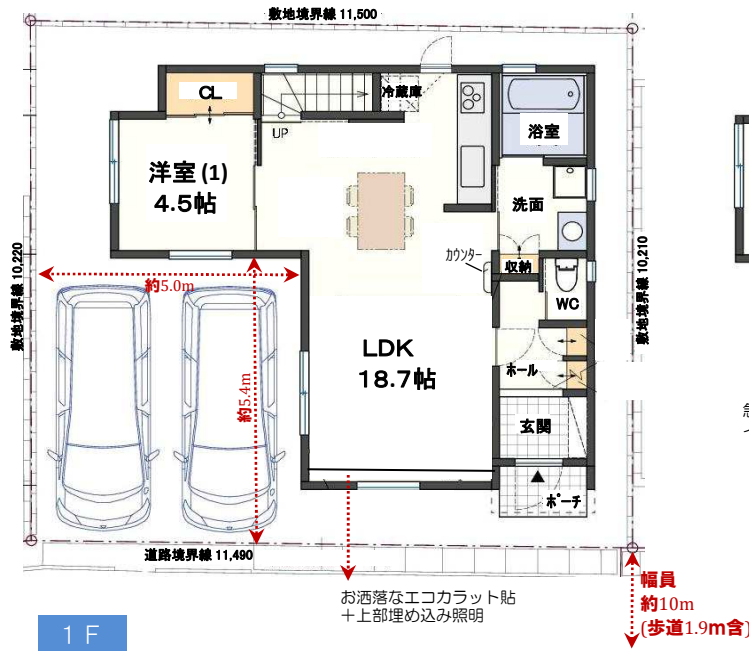 敷地境界線 11,500
CL
冷蔵庫
浴室
UP
洋室 (1)
4.5帖
洗面
カウンター
収納
敷地境界線 10,220
約5.0m
敷地境界線 10,210
WC
LDK
18.7帖
ホール
約5.4m
玄関
ポーチ
道路境界線 11,490
お洒落なエコカラット貼
＋上部埋め込み照明
幅員
約10m
(歩道1.9m含)
1 F